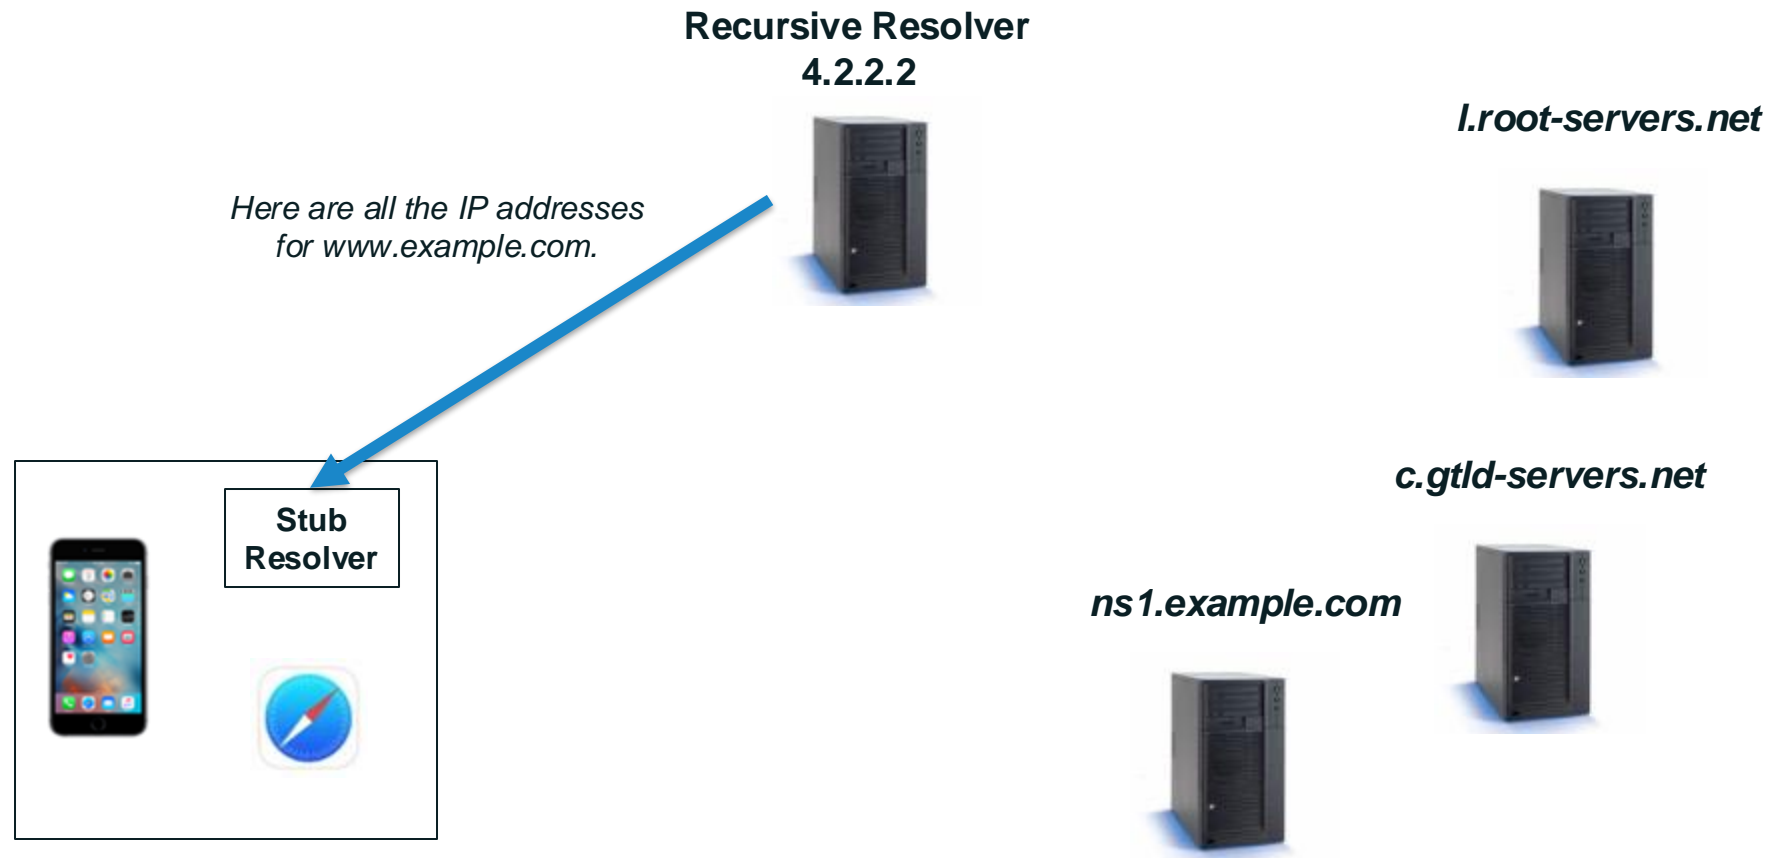 Recursive Resolver
4.2.2.2
l.root-servers.net
Here are all the IP addresses
for www.example.com.
c.gtld-servers.net
Stub
Resolver
ns1.example.com